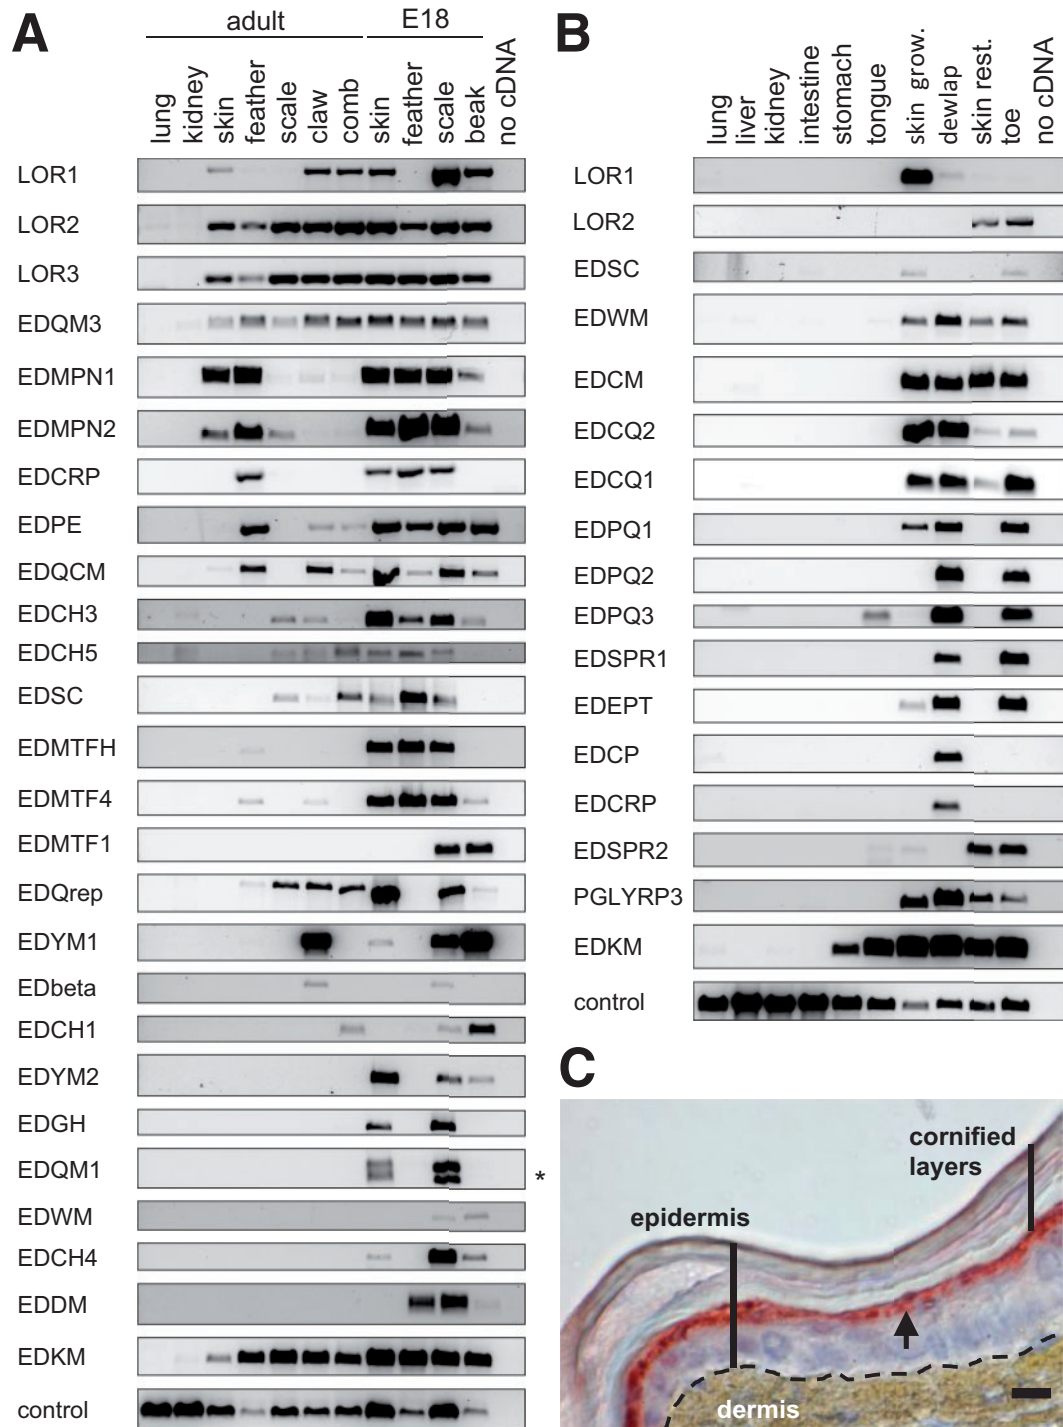 A
adult
E18
lung
kidney
skin
feather
scale
claw
comb
skin
feather
scale
beak
no cDNA
LOR1
LOR2
LOR3
EDQM3
EDMPN1
EDMPN2
EDCRP
EDPE
EDQCM
EDCH3
EDCH5
EDSC
EDMTFH
EDMTF4
EDMTF1
EDQrep
EDYM1
EDbeta
EDCH1
EDYM2
EDGH
EDQM1
*
EDWM
EDCH4
EDDM
EDKM
control
B
lung
liver
kidney
intestine
stomach
tongue
skin grow.
dewlap
skin rest.
toe
no cDNA
LOR1
LOR2
EDSC
EDWM
EDCM
EDCQ2
EDCQ1
EDPQ1
EDPQ2
EDPQ3
EDSPR1
EDEPT
EDCP
EDCRP
EDSPR2
PGLYRP3
EDKM
control
C
cornified
layers
epidermis
dermis